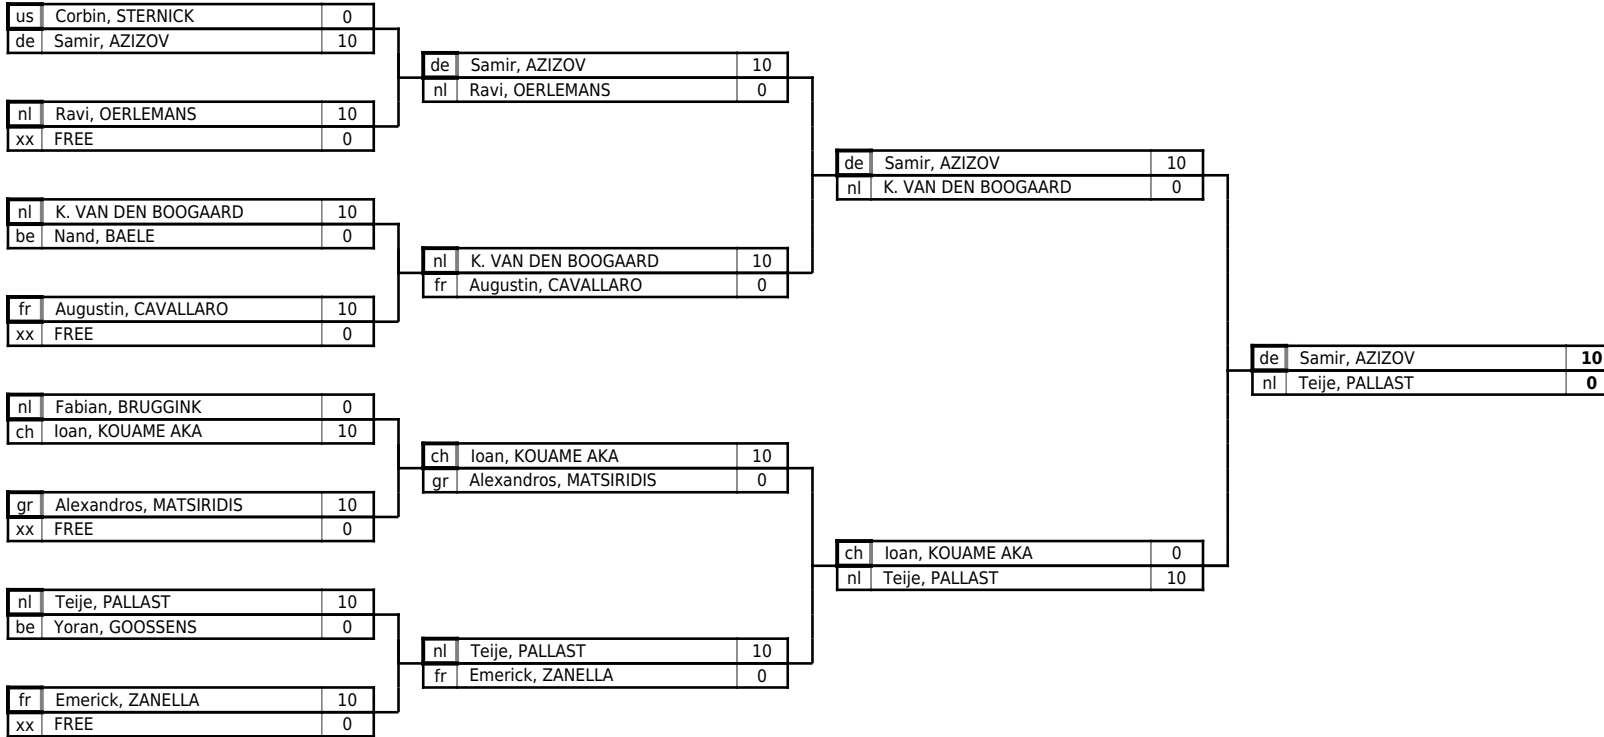 us Corbin, STERNICK 0
de Samir, AZIZOV 10
nl Ravi, OERLEMANS 10
xx FREE 0
nl K. VAN DEN BOOGAARD 10
be Nand, BAELE 0
fr Augustin, CAVALLARO 10
xx FREE 0
nl Fabian, BRUGGINK 0
ch Ioan, KOUAME AKA 10
gr Alexandros, MATSIRIDIS 10
xx FREE 0
nl Teije, PALLAST 10
be Yoran, GOOSSENS 0
fr Emerick, ZANELLA 10
xx FREE 0
de Samir, AZIZOV 10
nl Ravi, OERLEMANS 0
nl K. VAN DEN BOOGAARD 10
fr Augustin, CAVALLARO 0
ch Ioan, KOUAME AKA 10
gr Alexandros, MATSIRIDIS 0
nl Teije, PALLAST 10
fr Emerick, ZANELLA 0
de Samir, AZIZOV 10
nl K. VAN DEN BOOGAARD 0
ch Ioan, KOUAME AKA 0
nl Teije, PALLAST 10
de Samir, AZIZOV 10
nl Teije, PALLAST 0